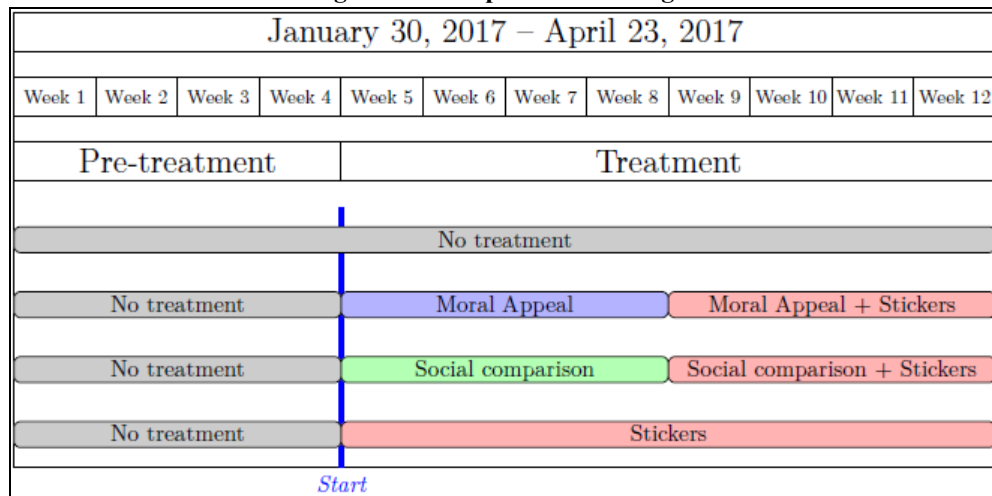 January 30, 2017 – April 23, 2017
Week 1 Week 2 Week 3 Week 4 Week 5 Week 6 Week 7 Week 8 Week 9 Week 10 Week 11 Week 12
Pre-treatment Treatment
No treatment
No treatment Moral Appeal Moral Appeal + Stickers
No treatment Social comparison Social comparison + Stickers
No treatment Stickers
Start